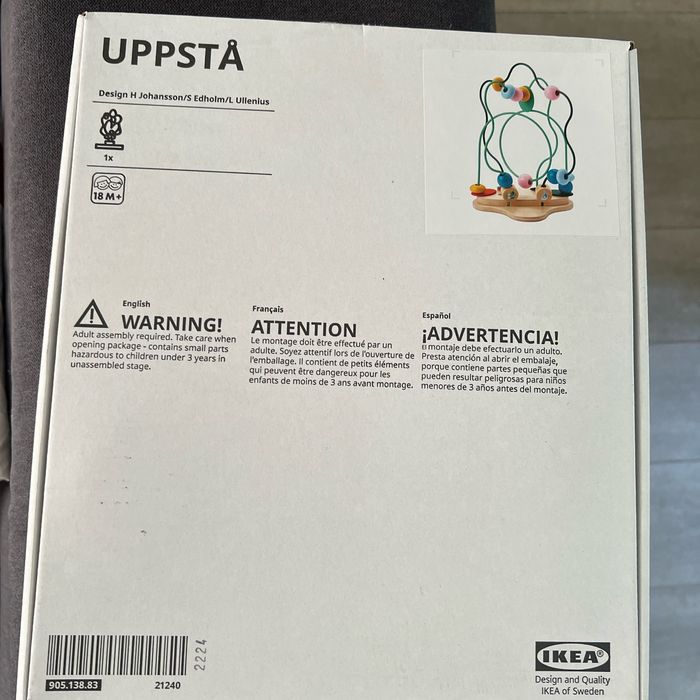 UPPSTÅ
Design H Johansson/S Edholm/L Ullenius
1x
18 M+
English
WARNING!
Adult assembly required. Take care when
opening package - contains small parts
hazardous to children under 3 years in
unassembled stage.
Français
ATTENTION
Le montage doit être effectué par un
adulte. Soyez attentif lors de l'ouverture de
l'emballage. Il contient de petits éléments
qui peuvent être dangereux pour les
enfants de moins de 3 ans avant montage.
Español
¡ADVERTENCIA!
El montaje debe efectuarlo un adulto.
Presta atención al abrir el embalaje,
porque contiene partes pequeñas que
pueden resultar peligrosas para niños
menores de 3 años antes del montaje.
2224
905.138.83
21240
IKEA®
Design and Quality
IKEA of Sweden